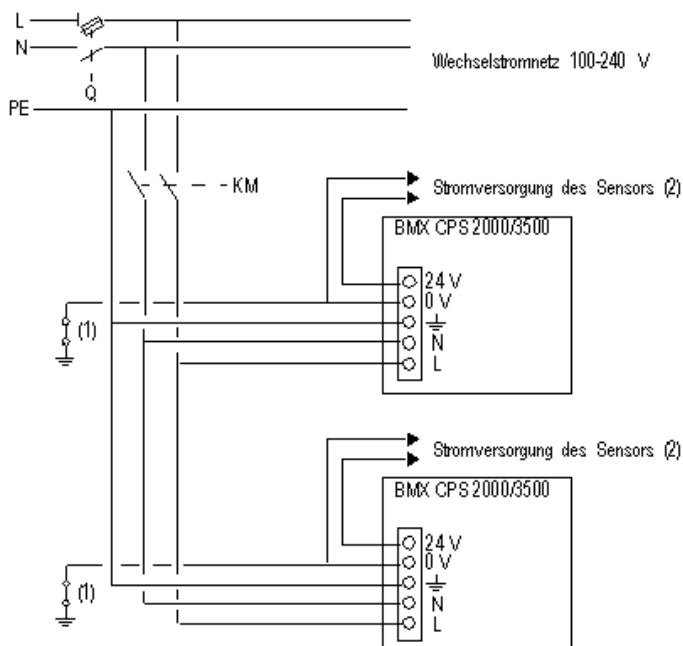 L
N
Wechselstromnetz 100-240 V
Q
PE
KM
Stromversorgung des Sensors (2)
BMX CPS 2000/3500
24 V
0 V
(1)
N
L
Stromversorgung des Sensors (2)
BMX CPS 2000/3500
24 V
0 V
(1)
N
L